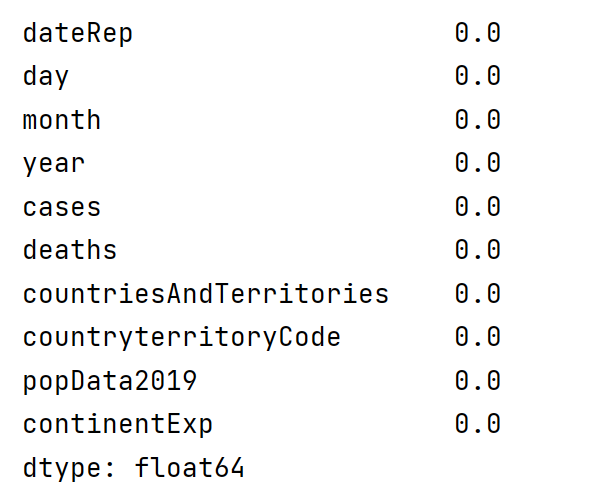 dateRep                    0.0
day                        0.0
month                      0.0
year                       0.0
cases                      0.0
deaths                     0.0
countriesAndTerritories    0.0
countryterritoryCode       0.0
popData2019                0.0
continentExp               0.0
dtype: float64